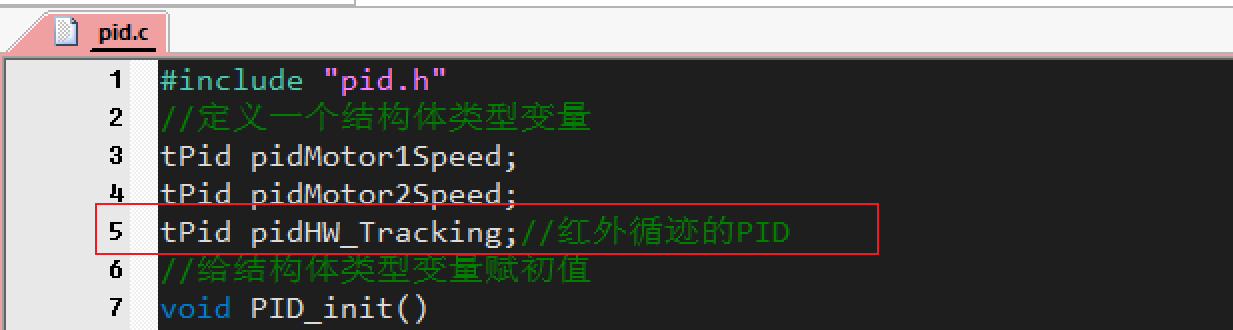 pid.c
1 #include "pid.h"
2 //定义一个结构体类型变量
3 tPid pidMotor1Speed;
4 tPid pidMotor2Speed;
5 tPid pidHW_Tracking;//红外循迹的PID
6 //给结构体类型变量赋初值
7 void PID_init()